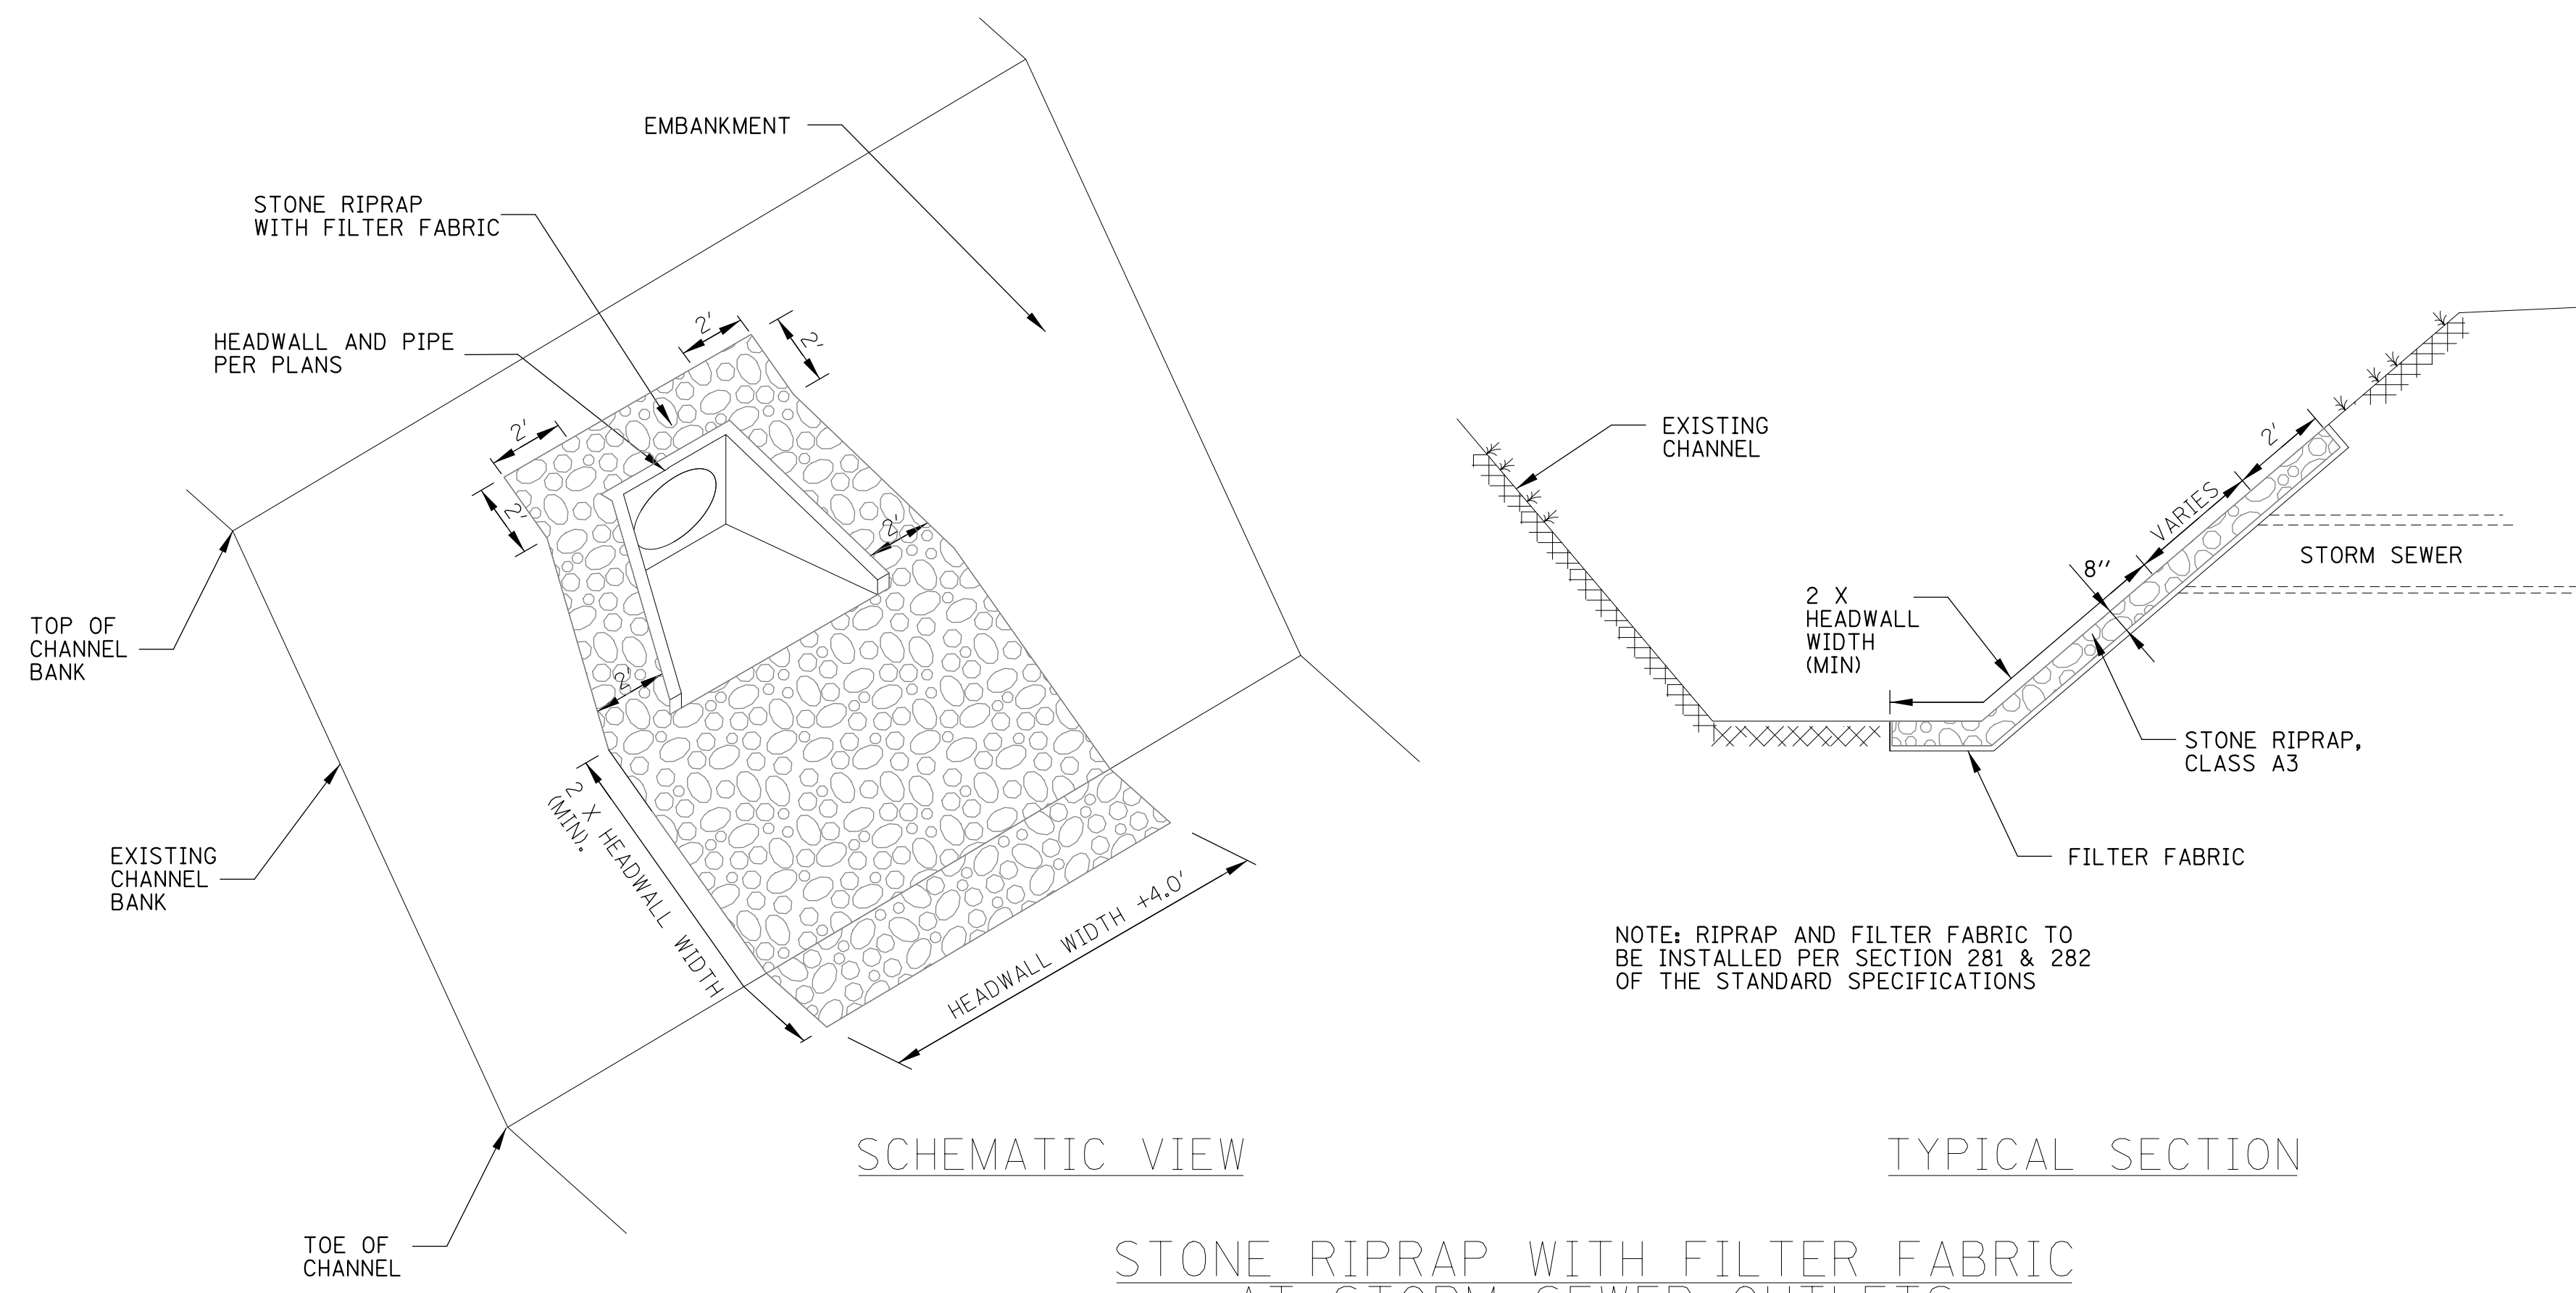 EMBANKMENT
STONE RIPRAP
WITH FILTER FABRIC
HEADWALL AND PIPE
PER PLANS
2'
2'
2'
2'
2'
2'
TOP OF
CHANNEL
BANK
EXISTING
CHANNEL
BANK
2 X HEADWALL WIDTH
(MIN).
HEADWALL WIDTH +4.0'
TOE OF
CHANNEL
SCHEMATIC VIEW
EXISTING
CHANNEL
2'
VARIES
8"
STORM SEWER
2 X
HEADWALL
WIDTH
(MIN)
STONE RIPRAP,
CLASS A3
FILTER FABRIC
NOTE: RIPRAP AND FILTER FABRIC TO
BE INSTALLED PER SECTION 281 & 282
OF THE STANDARD SPECIFICATIONS
TYPICAL SECTION
STONE RIPRAP WITH FILTER FABRIC
AT STORM SEWER OUTLETS